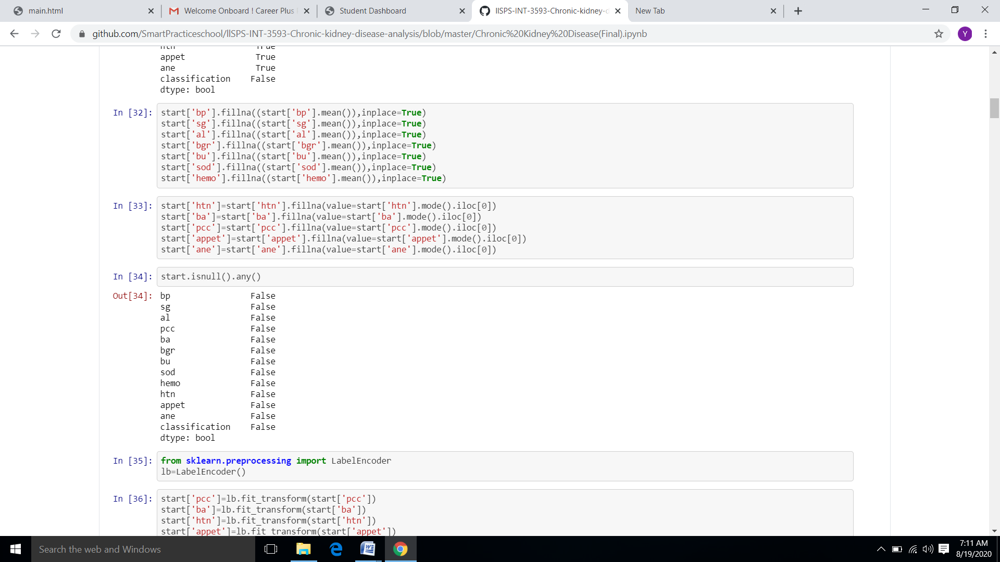 main.html
Welcome Onboard ! Career Plus
Student Dashboard
llSPS-INT-3593-Chronic-kidney-d
New Tab
github.com/SmartPracticeschool/llSPS-INT-3593-Chronic-kidney-disease-analysis/blob/master/Chronic%20Kidney%20Disease(Final).ipynb
Y
htn True
appet True
ane True
classification False
dtype: bool
In [32]: start['bp'].fillna((start['bp'].mean()),inplace=True)
start['sg'].fillna((start['sg'].mean()),inplace=True)
start['al'].fillna((start['al'].mean()),inplace=True)
start['bgr'].fillna((start['bgr'].mean()),inplace=True)
start['bu'].fillna((start['bu'].mean()),inplace=True)
start['sod'].fillna((start['sod'].mean()),inplace=True)
start['hemo'].fillna((start['hemo'].mean()),inplace=True)
In [33]: start['htn']=start['htn'].fillna(value=start['htn'].mode().iloc[0])
start['ba']=start['ba'].fillna(value=start['ba'].mode().iloc[0])
start['pcc']=start['pcc'].fillna(value=start['pcc'].mode().iloc[0])
start['appet']=start['appet'].fillna(value=start['appet'].mode().iloc[0])
start['ane']=start['ane'].fillna(value=start['ane'].mode().iloc[0])
In [34]: start.isnull().any()
Out[34]: bp False
sg False
al False
pcc False
ba False
bgr False
bu False
sod False
hemo False
htn False
appet False
ane False
classification False
dtype: bool
In [35]: from sklearn.preprocessing import LabelEncoder
lb=LabelEncoder()
In [36]: start['pcc']=lb.fit_transform(start['pcc'])
start['ba']=lb.fit_transform(start['ba'])
start['htn']=lb.fit_transform(start['htn'])
start['appet']=lb.fit_transform(start['appet'])
Search the web and Windows
7:11 AM
8/19/2020